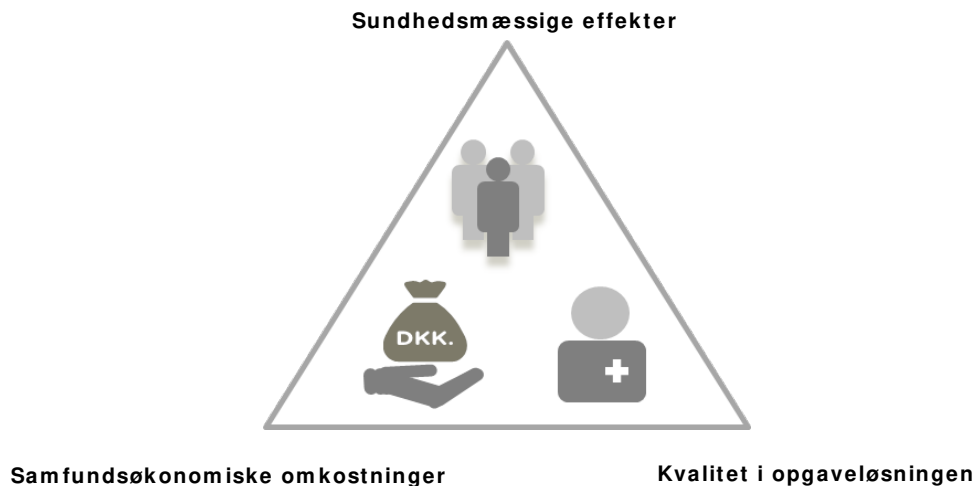 Sundhedsmæssige effekter
DKK.
Samfundsøkonomiske omkostninger
Kvalitet i opgaveløsningen